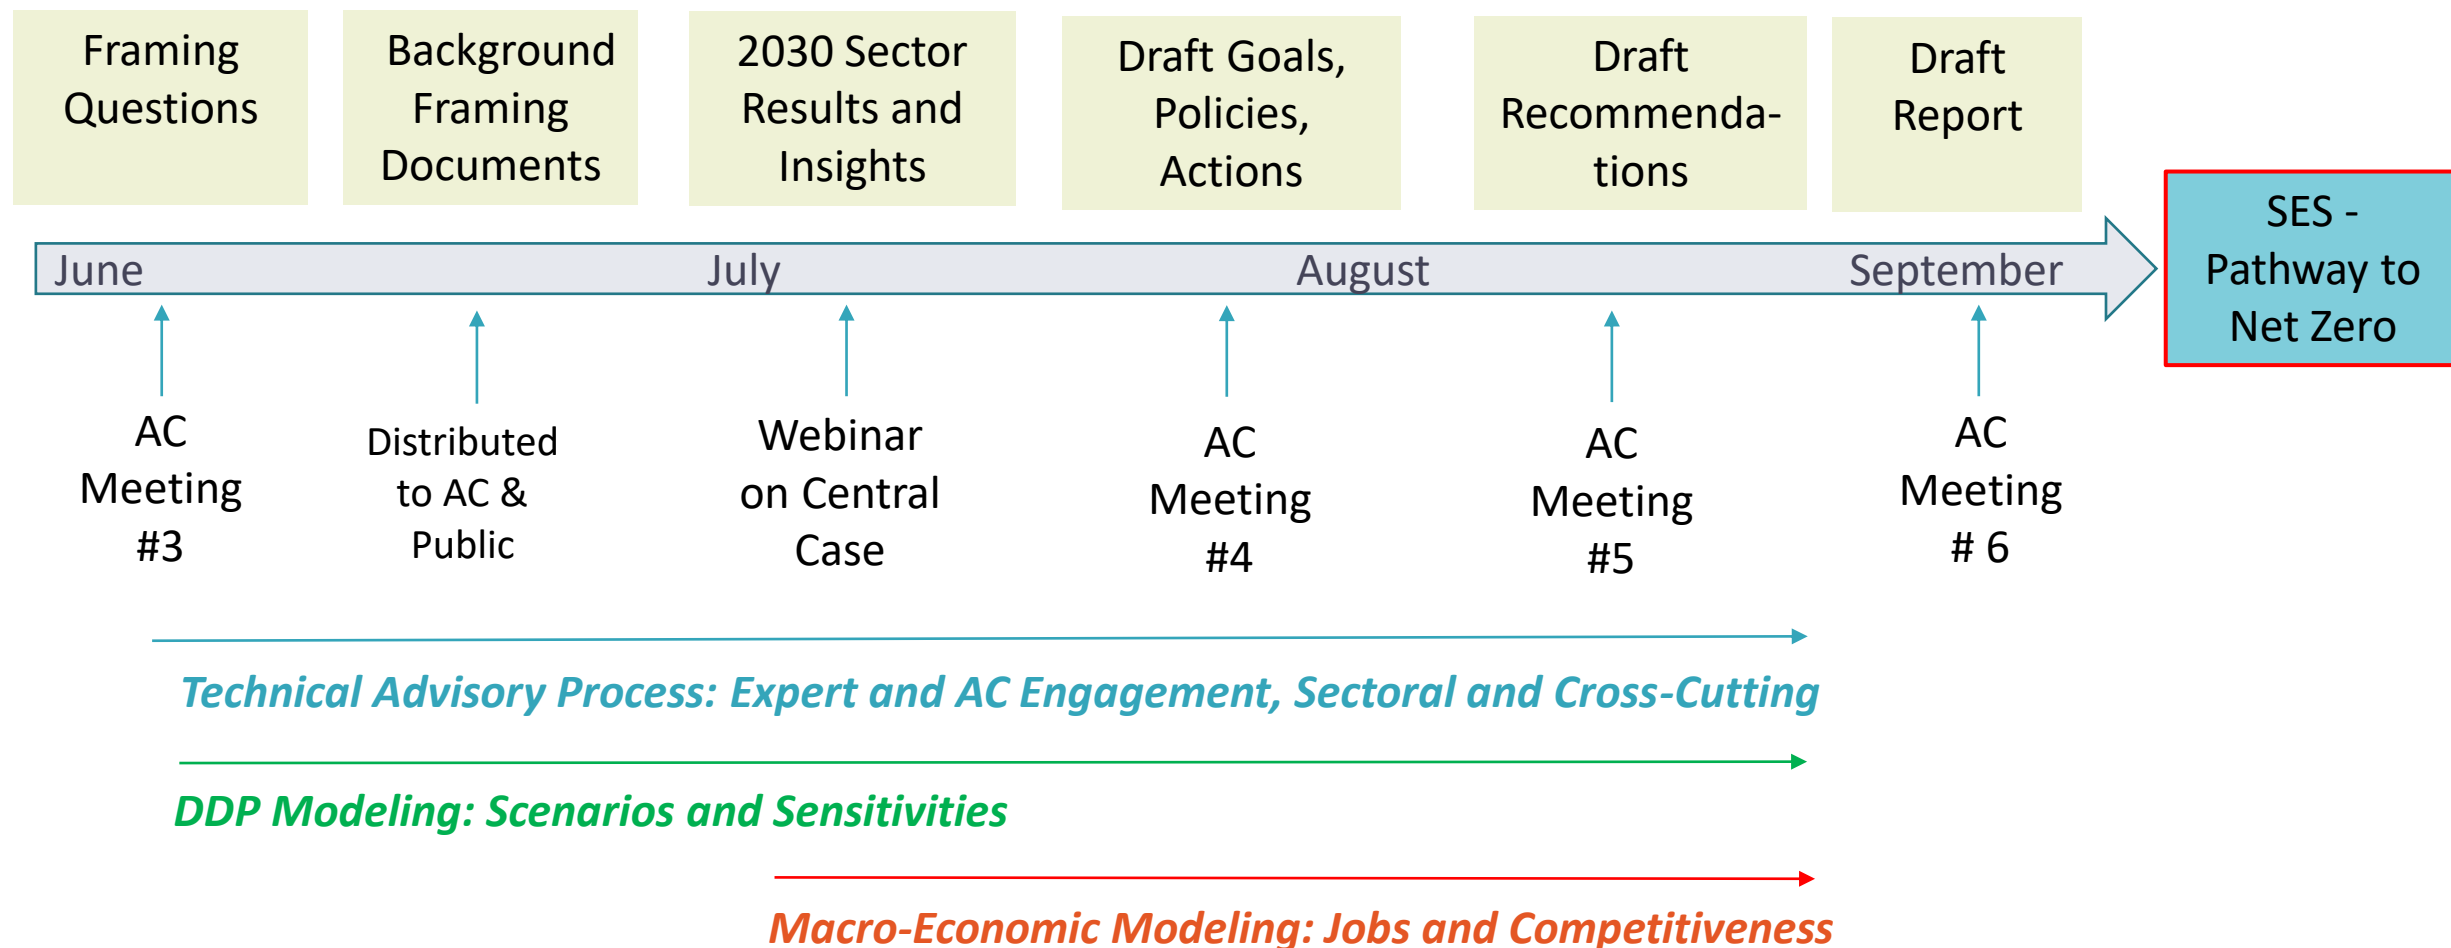 Framing
Questions
Background
Framing
Documents
2030 Sector
Results and
Insights
Draft Goals,
Policies,
Actions
Draft
Recommenda-
tions
Draft
Report
SES -
Pathway to
Net Zero
June
July
August
September
AC
Meeting
#3
Distributed
to AC &
Public
Webinar
on Central
Case
AC
Meeting
#4
AC
Meeting
#5
AC
Meeting
# 6
Technical Advisory Process: Expert and AC Engagement, Sectoral and Cross-Cutting
DDP Modeling: Scenarios and Sensitivities
Macro-Economic Modeling: Jobs and Competitiveness